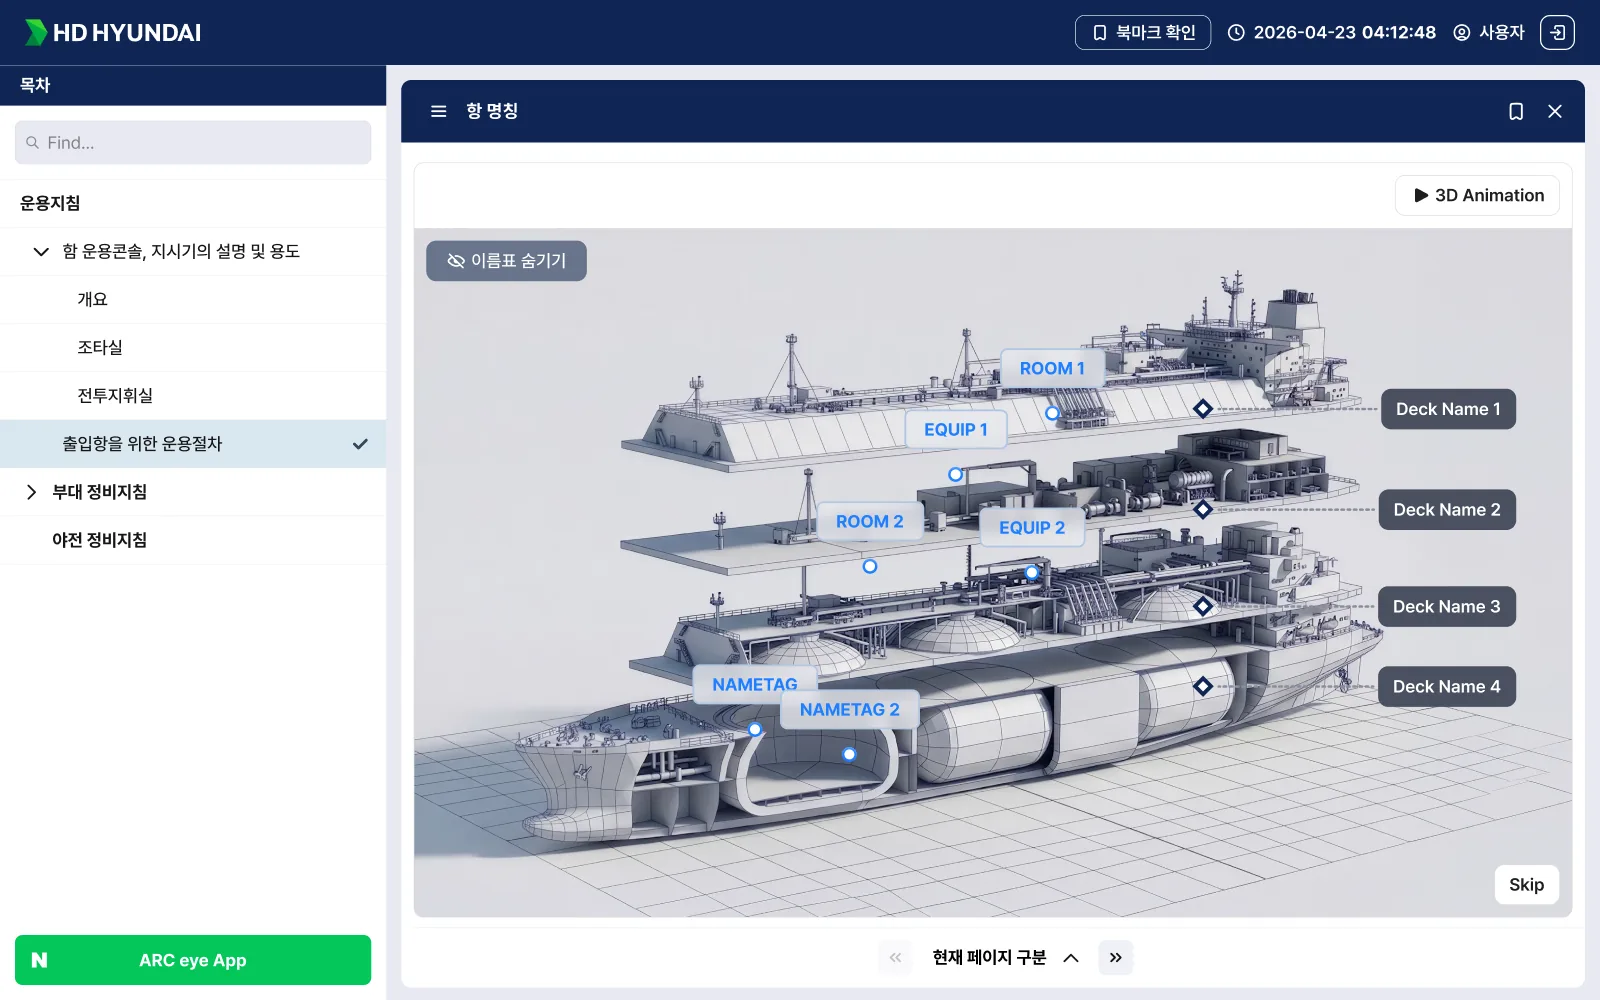 HD HYUNDAI
북마크 확인
2026-04-23 04:12:48
사용자
목차
Find...
운용지침
함 운용콘솔, 지시기의 설명 및 용도
개요
조타실
전투지휘실
출입항을 위한 운용절차
부대 정비지침
야전 정비지침
N ARC eye App
항 명칭
3D Animation
이름표 숨기기
ROOM 1
EQUIP 1
Deck Name 1
ROOM 2
EQUIP 2
Deck Name 2
Deck Name 3
NAMETAG
NAMETAG 2
Deck Name 4
Skip
현재 페이지 구분